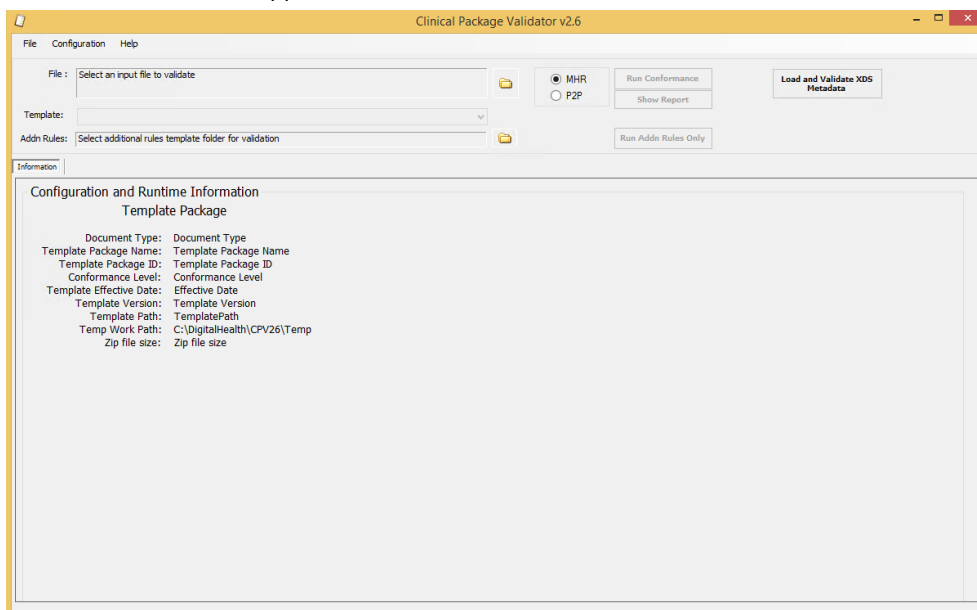 Clinical Package Validator v2.6
File Configuration Help
File : Select an input file to validate
MHR
P2P
Run Conformance
Show Report
Load and Validate XDS
Metadata
Template:
Addn Rules: Select additional rules template folder for validation
Run Addn Rules Only
Information
Configuration and Runtime Information
Template Package
Document Type: Document Type
Template Package Name: Template Package Name
Template Package ID: Template Package ID
Conformance Level: Conformance Level
Template Effective Date: Effective Date
Template Version: Template Version
Template Path: TemplatePath
Temp Work Path: C:\DigitalHealth\CPV26\Temp
Zip file size: Zip file size